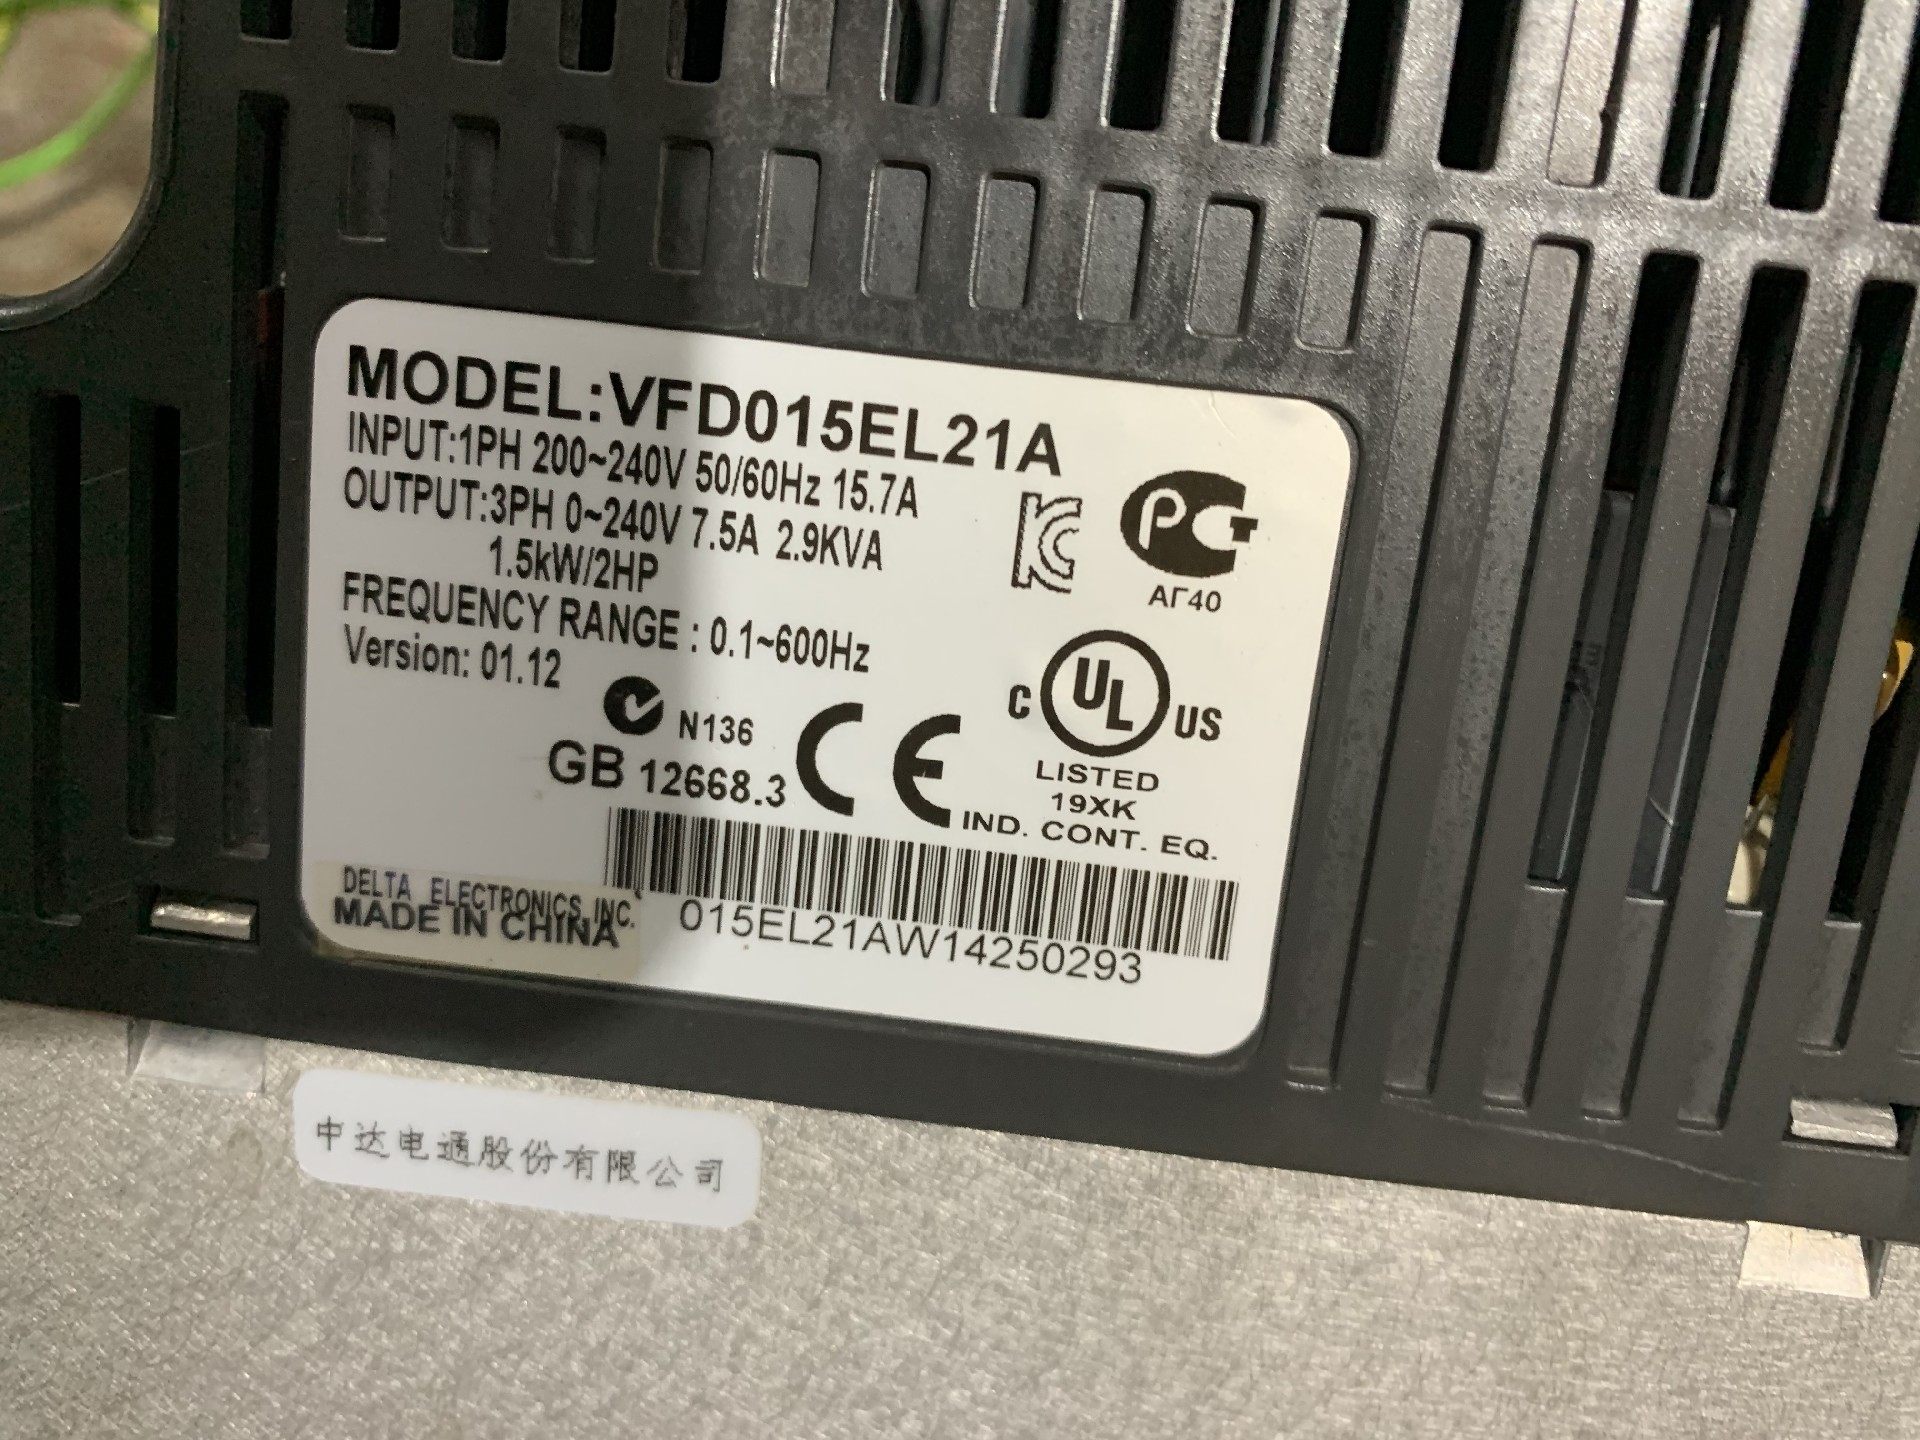 MODEL:VFD015EL21A
INPUT:1PH 200~240V 50/60Hz 15.7A
OUTPUT:3PH 0~240V 7.5A 2.9KVA
1.5kW/2HP
FREQUENCY RANGE : 0.1~600Hz
Version: 01.12
PCT
АГ40
C UL US
LISTED
19XK
IND. CONT. EQ.
N136
GB 12668.3
CE
DELTA ELECTRONICS, INC.
MADE IN CHINA
015EL21AW14250293
中达电通股份有限公司